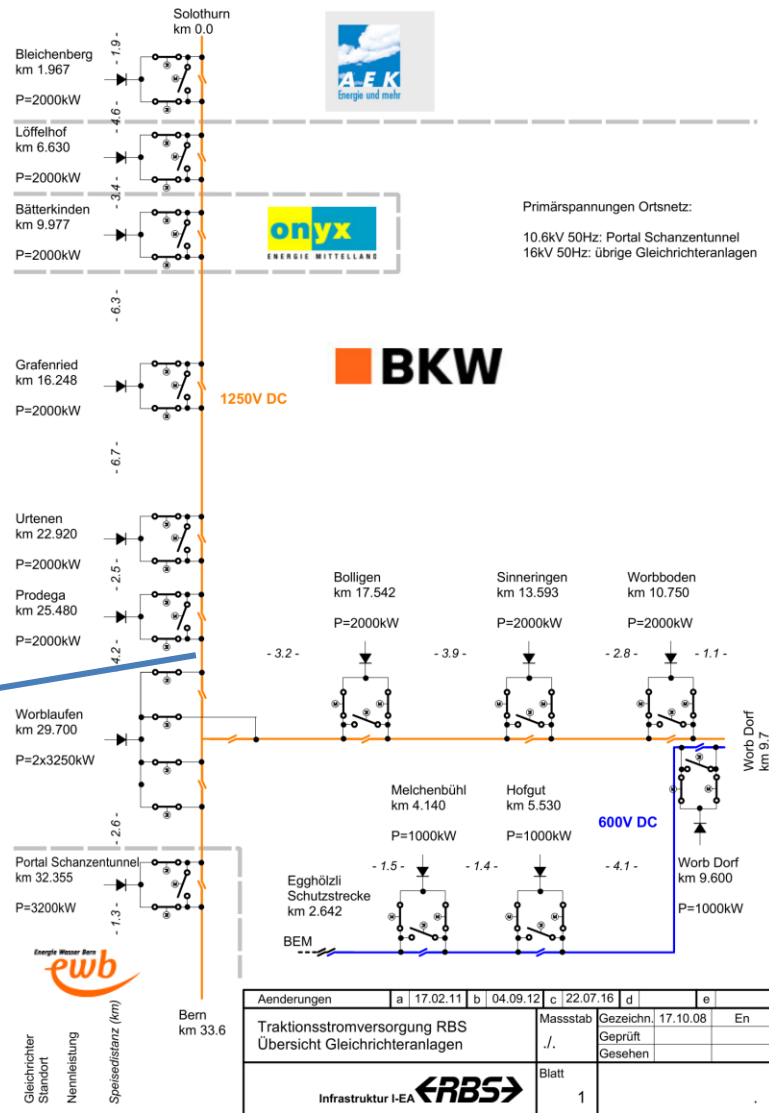 Solothurn
km 0.0
Bleichenberg
km 1.967
P=2000kW
- 1.9 -
AEK
Energie und mehr
- 4.6 -
Löffelhof
km 6.630
P=2000kW
- 3.4 -
Bätterkinden
km 9.977
P=2000kW
onyx
ENERGIE MITTELLAND
Primärspannungen Ortsnetz:
10.6kV 50Hz: Portal Schanzentunnel
16kV 50Hz: übrige Gleichrichteranlagen
- 6.3 -
Grafenried
km 16.248
P=2000kW
BKW
1250V DC
- 6.7 -
Urtenen
km 22.920
P=2000kW
- 2.5 -
Prodega
km 25.480
P=2000kW
4.2 -
Bolligen
km 17.542
P=2000kW
Sinneringen
km 13.593
P=2000kW
Worbboden
km 10.750
P=2000kW
- 3.2 -
- 3.9 -
- 2.8 -
- 1.1 -
Worblaufen
km 29.700
P=2x3250kW
Worb Dorf
km 9.7
- 2.6 -
Melchenbühl
km 4.140
P=1000kW
Hofgut
km 5.530
P=1000kW
600V DC
- 1.5 -
- 1.4 -
- 4.1 -
Worb Dorf
km 9.600
P=1000kW
Portal Schanzentunnel
km 32.355
P=3200kW
- 1.3 -
Egghölzli
Schutzstrecke
km 2.642
BEM
Energie Wasser Bern
ewb
Bern
km 33.6
Gleichrichter
Standort
Nennleistung
Speisedistanz (km)
Aenderungen a 17.02.11 b 04.09.12 c 22.07.16 d e
Traktionsstromversorgung RBS
Übersicht Gleichrichteranlagen
Massstab
./.
Gezeichn. 17.10.08 En
Geprüft
Gesehen
Infrastruktur I-EA RBS
Blatt
1
.